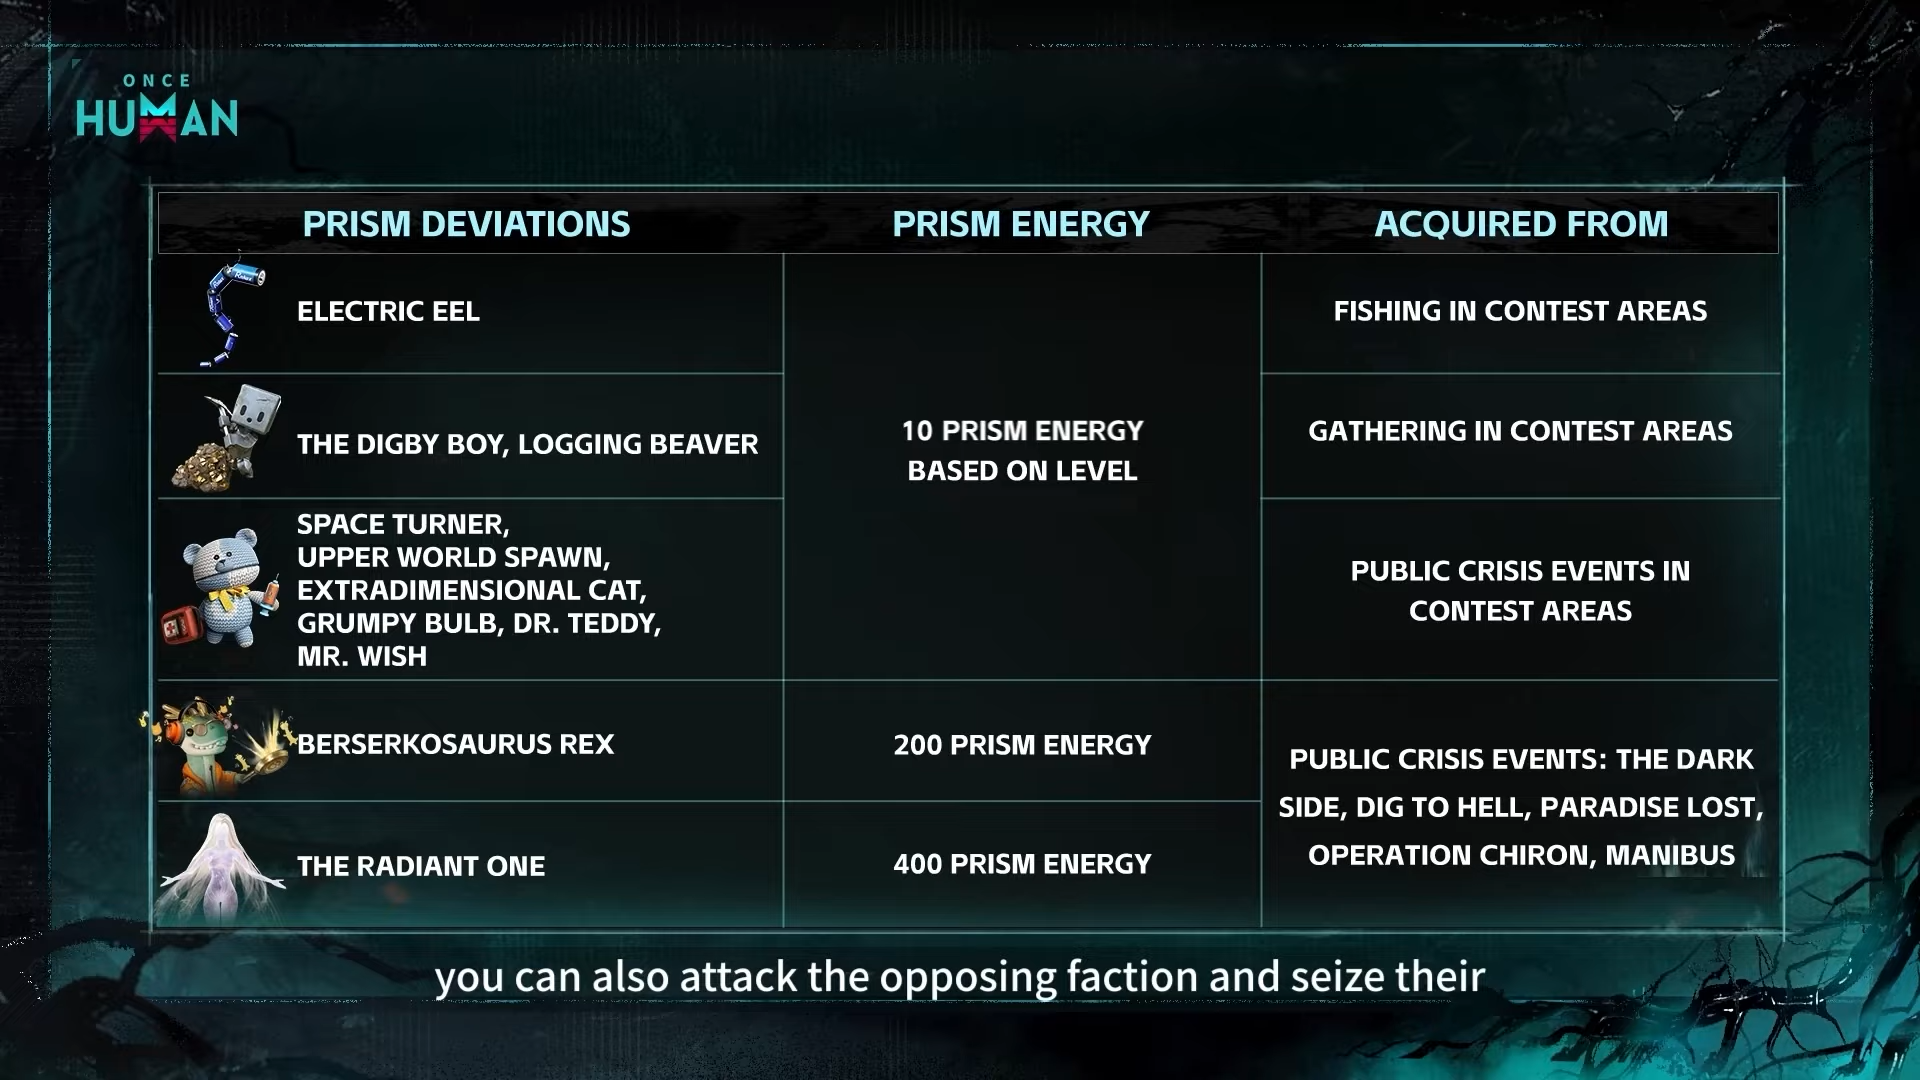 ONCE
HUMAN
PRISM DEVIATIONS
PRISM ENERGY
ACQUIRED FROM
ELECTRIC EEL
FISHING IN CONTEST AREAS
THE DIGBY BOY, LOGGING BEAVER
10 PRISM ENERGY
BASED ON LEVEL
GATHERING IN CONTEST AREAS
SPACE TURNER,
UPPER WORLD SPAWN,
EXTRADIMENSIONAL CAT,
GRUMPY BULB, DR. TEDDY,
MR. WISH
PUBLIC CRISIS EVENTS IN
CONTEST AREAS
BERSERKOSAURUS REX
200 PRISM ENERGY
THE RADIANT ONE
400 PRISM ENERGY
PUBLIC CRISIS EVENTS: THE DARK
SIDE, DIG TO HELL, PARADISE LOST,
OPERATION CHIRON, MANIBUS
you can also attack the opposing faction and seize their